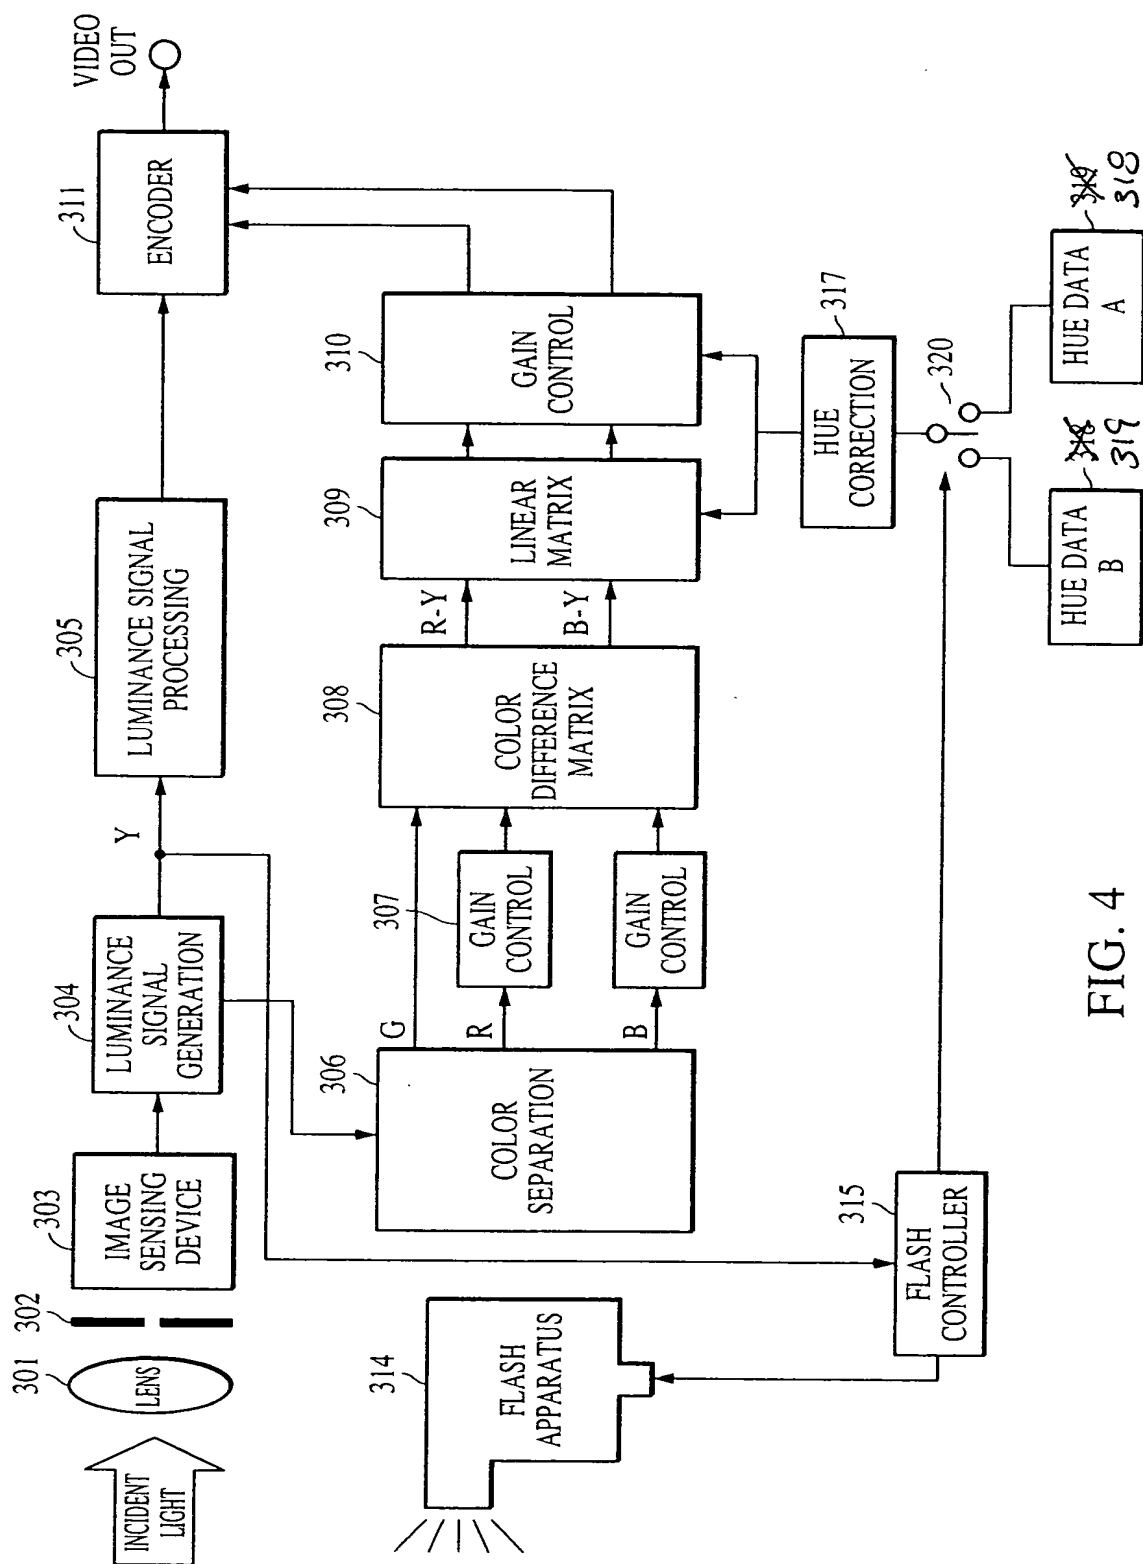 INCIDENT
LIGHT
301
LENS
302
303
IMAGE
SENSING
DEVICE
304
LUMINANCE
SIGNAL
GENERATION
Y
305
LUMINANCE SIGNAL
PROCESSING
311
ENCODER
VIDEO
OUT
314
FLASH
APPARATUS
306
COLOR
SEPARATION
G
R
B
307
GAIN
CONTROL
GAIN
CONTROL
308
COLOR
DIFFERENCE
MATRIX
R-Y
B-Y
309
LINEAR
MATRIX
310
GAIN
CONTROL
315
FLASH
CONTROLLER
317
HUE
CORRECTION
320
318
319
HUE DATA
B
319
318
HUE DATA
A
FIG. 4